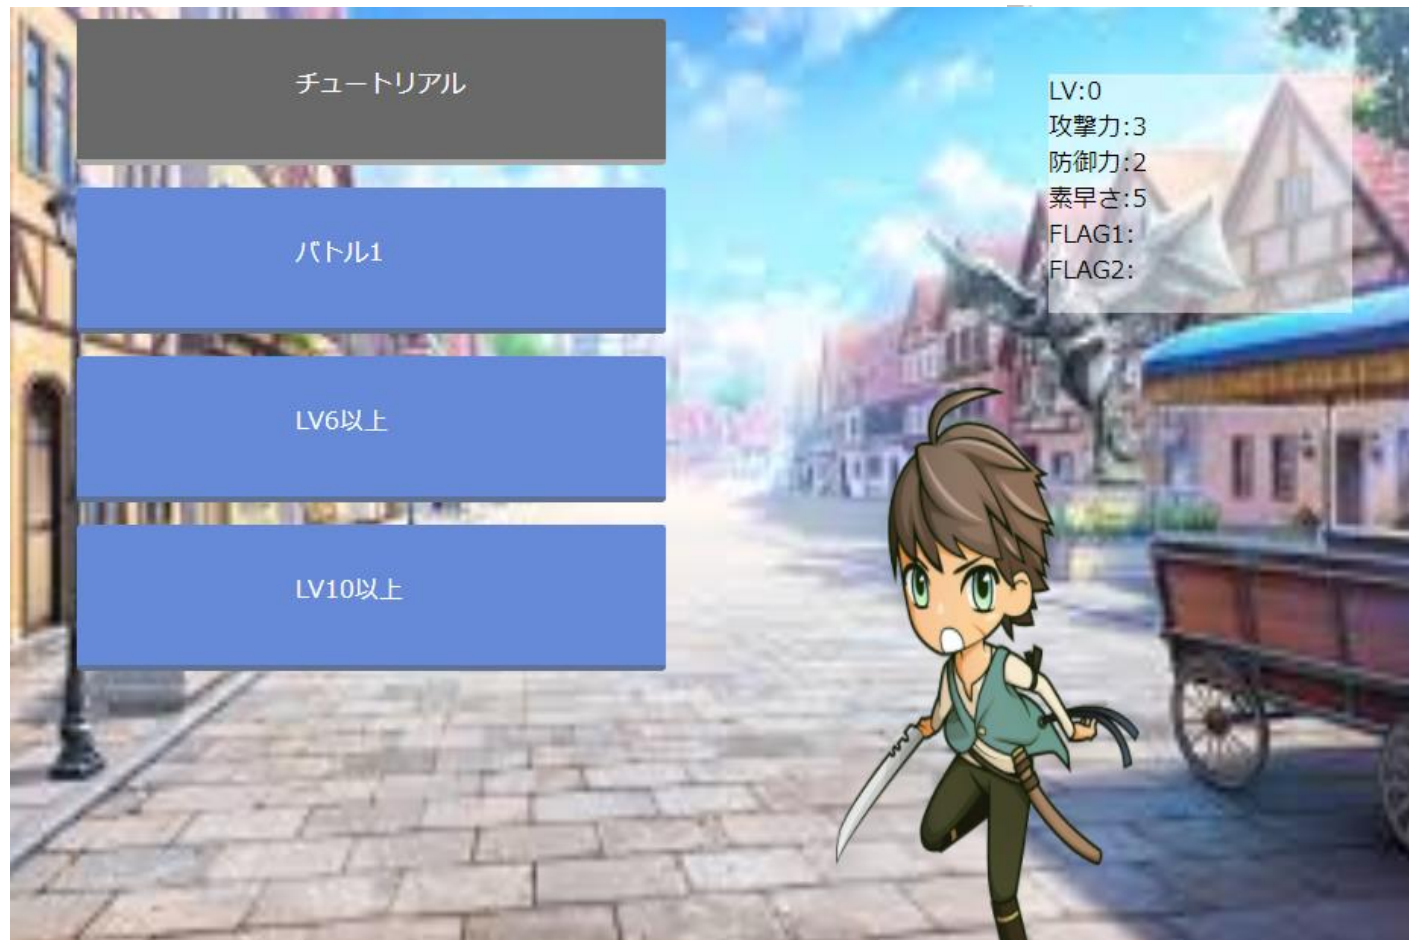 チュートリアル
バトル1
LV6以上
LV10以上
LV:0
攻撃力:3
防御力:2
素早さ:5
FLAG1:
FLAG2: